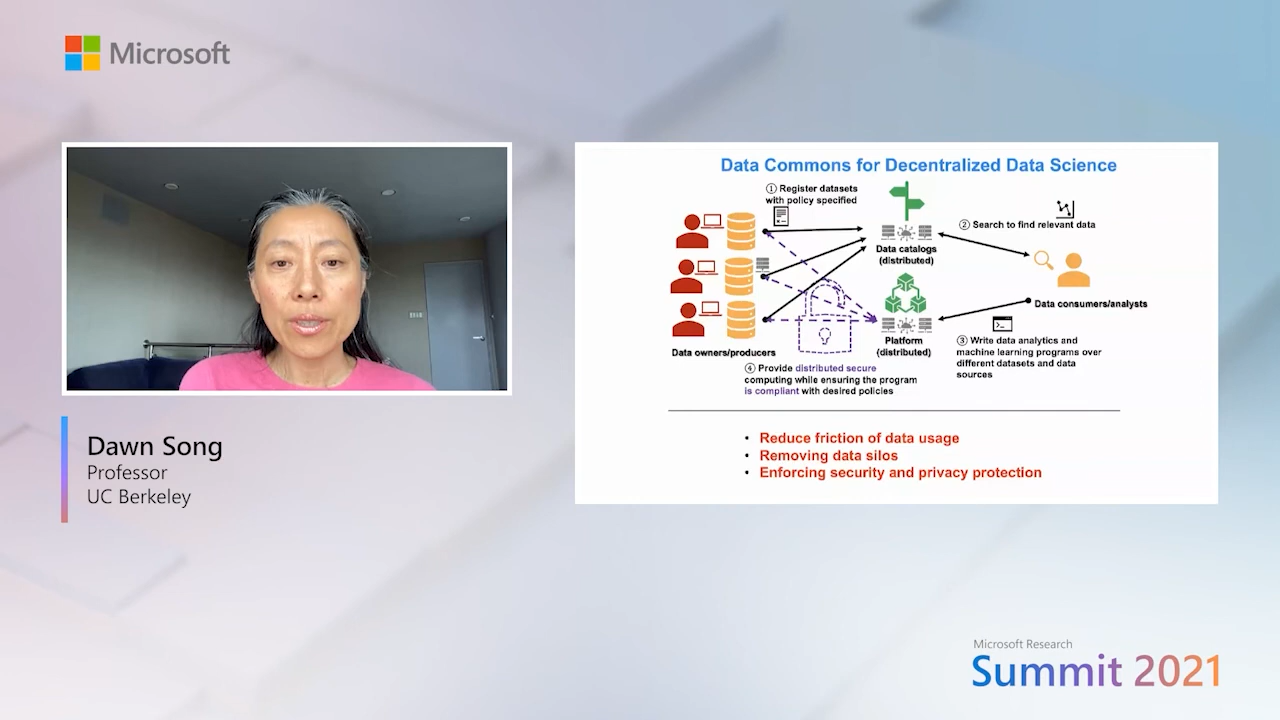 Microsoft
Dawn Song
Professor
UC Berkeley
Data Commons for Decentralized Data Science
① Register datasets
with policy specified
② Search to find relevant data
Data catalogs
(distributed)
Data consumers/analysts
Platform
(distributed)
③ Write data analytics and
machine learning programs over
different datasets and data
sources
Data owners/producers
④ Provide distributed secure
computing while ensuring the program
is compliant with desired policies
• Reduce friction of data usage
• Removing data silos
• Enforcing security and privacy protection
Microsoft Research
Summit 2021